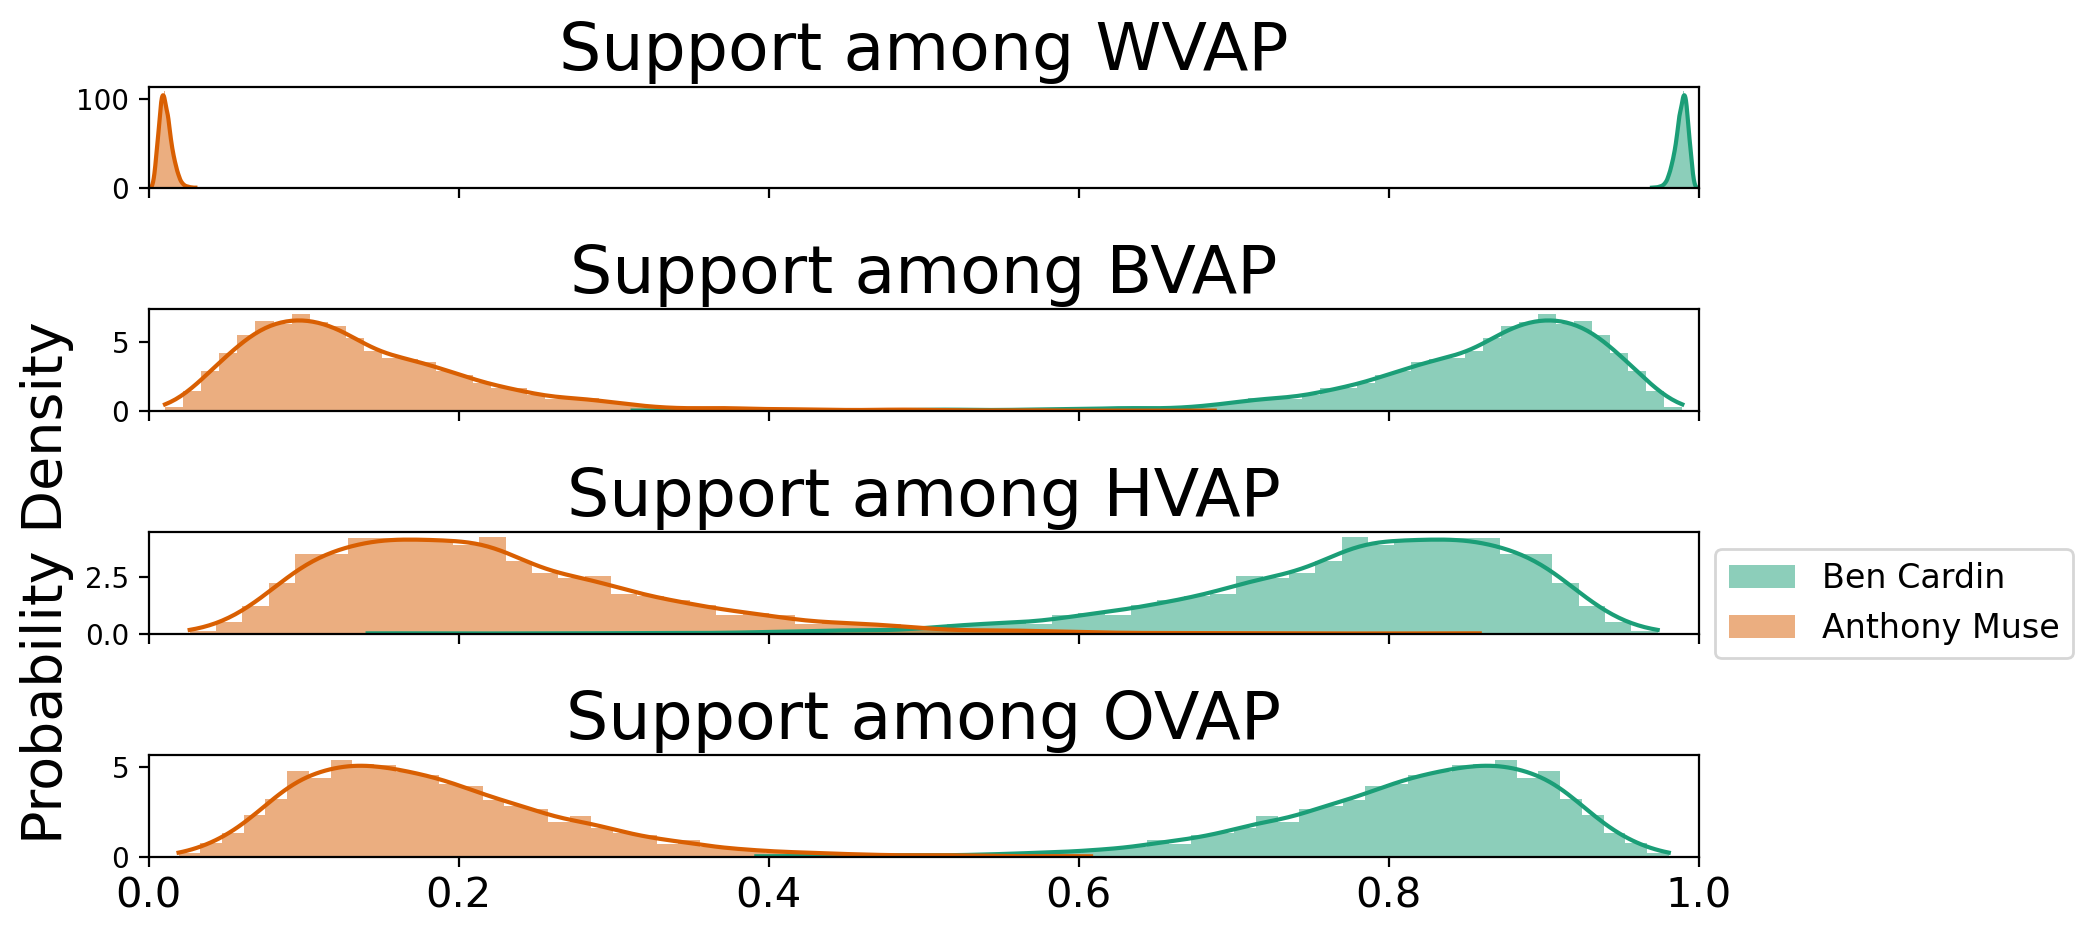 Support among WVAP
100
0
Support among BVAP
5
0
Support among HVAP
2.5
0.0
Support among OVAP
5
0
0.0 0.2 0.4 0.6 0.8 1.0
Probability Density
Ben Cardin
Anthony Muse